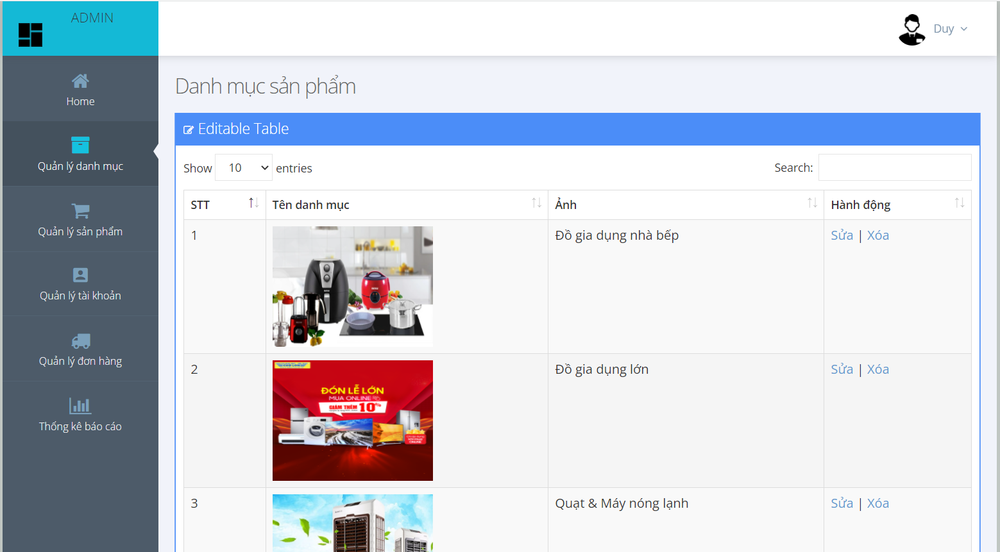 ADMIN
Duy
Home
Quản lý danh mục
Quản lý sản phẩm
Quản lý tài khoản
Quản lý đơn hàng
Thống kê báo cáo
Danh mục sản phẩm
Editable Table
Show 10 entries
Search:
STT Tên danh mục Ảnh Hành động
1 Đồ gia dụng nhà bếp Sửa | Xóa
2 Đồ gia dụng lớn Sửa | Xóa
ĐÓN LỄ LỚN
MUA ONLINE
GIẢM THÊM 10%
3 Quạt & Máy nóng lạnh Sửa | Xóa